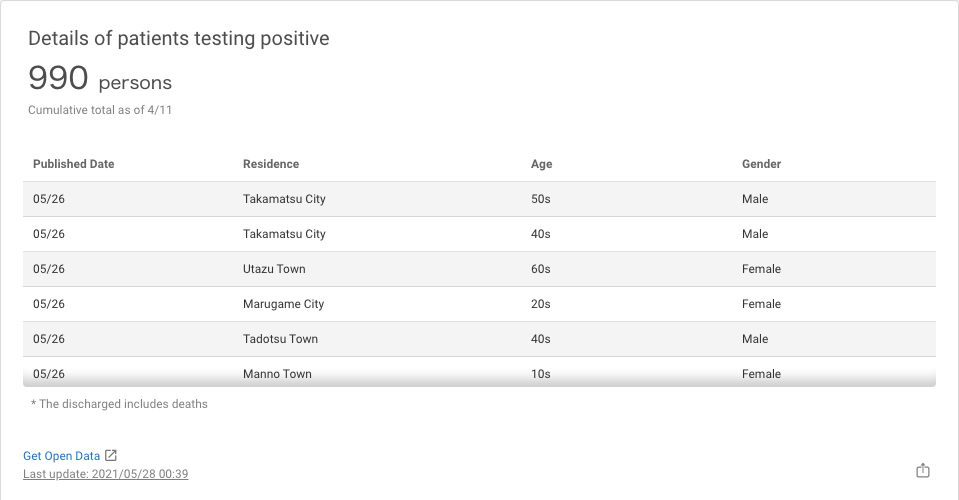 Details of patients testing positive
990 persons
Cumulative total as of 4/11
Published Date Residence Age Gender
05/26 Takamatsu City 50s Male
05/26 Takamatsu City 40s Male
05/26 Utazu Town 60s Female
05/26 Marugame City 20s Female
05/26 Tadotsu Town 40s Male
05/26 Manno Town 10s Female
* The discharged includes deaths
Get Open Data
Last update: 2021/05/28 00:39